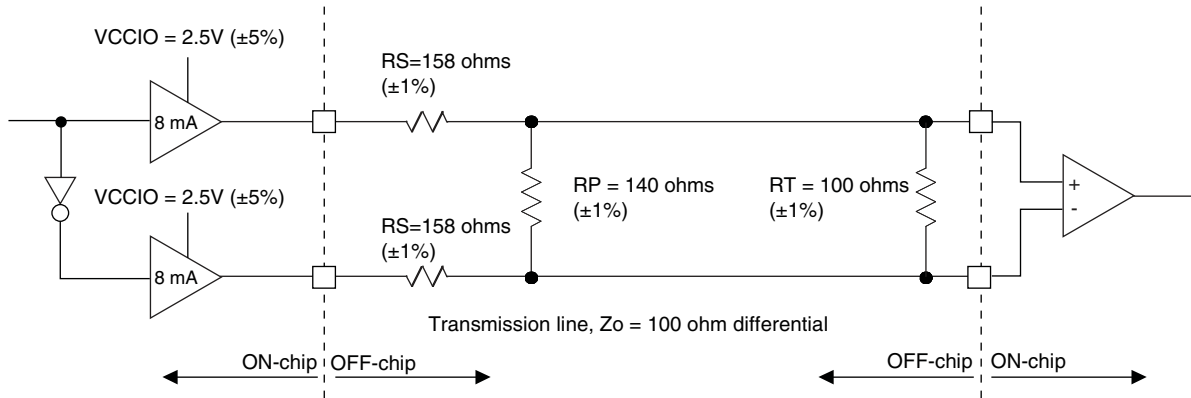 VCCIO = 2.5V (±5%)
8 mA
RS=158 ohms
(±1%)
VCCIO = 2.5V (±5%)
8 mA
RS=158 ohms
(±1%)
RP = 140 ohms
(±1%)
RT = 100 ohms
(±1%)
+
-
Transmission line, Zo = 100 ohm differential
ON-chip
OFF-chip
OFF-chip
ON-chip